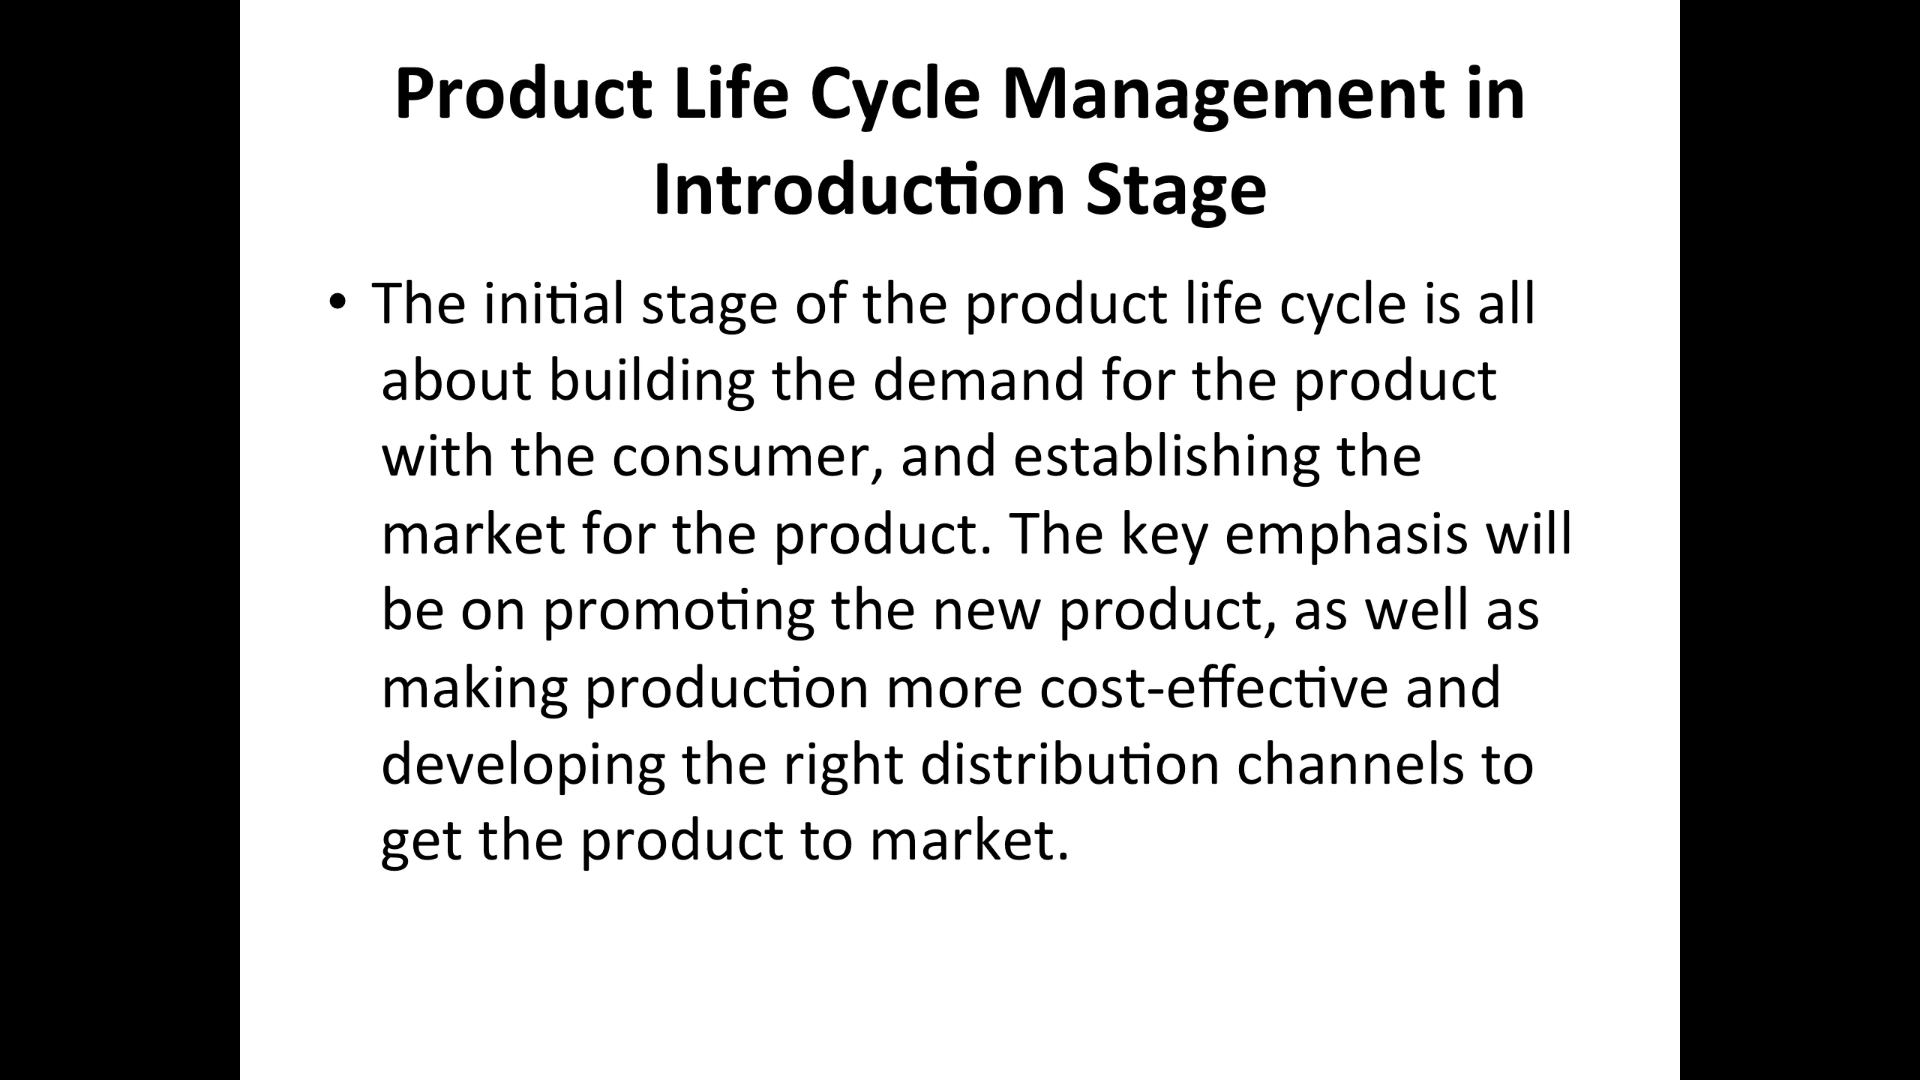 Product Life Cycle Management in
Introduction Stage
• The initial stage of the product life cycle is all
about building the demand for the product
with the consumer, and establishing the
market for the product. The key emphasis will
be on promoting the new product, as well as
making production more cost-effective and
developing the right distribution channels to
get the product to market.